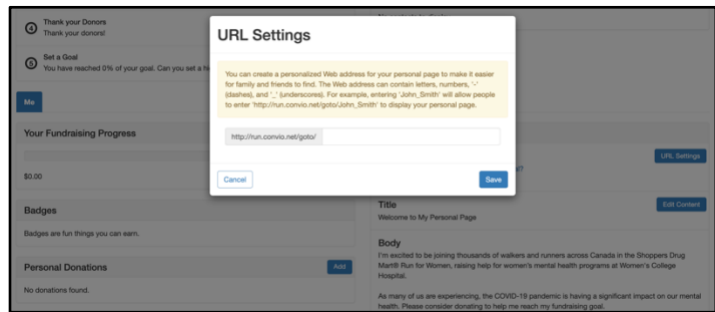 4 Thank your Donors
Thank your donors!
5 Set a Goal
You have reached 0% of your goal. Can you set a
Me
Your Fundraising Progress
$0.00
Badges
Badges are fun things you can earn.
Personal Donations
Add
No donations found.
URL Settings
You can create a personalized Web address for your personal page to make it easier
for family and friends to find. The Web address can contain letters, numbers, '-'
(dashes), and '_' (underscores). For example, entering 'John_Smith' will allow people
to enter 'http://run.convio.net/goto/John_Smith' to display your personal page.
http://run.convio.net/goto/
Cancel
Save
URL Settings
Title
Edit Content
Welcome to My Personal Page
Body
I'm excited to be joining thousands of walkers and runners across Canada in the Shoppers Drug
Mart® Run for Women, raising help for women's mental health programs at Women's College
Hospital.
As many of us are experiencing, the COVID-19 pandemic is having a significant impact on our mental
health. Please consider donating to help me reach my fundraising goal.